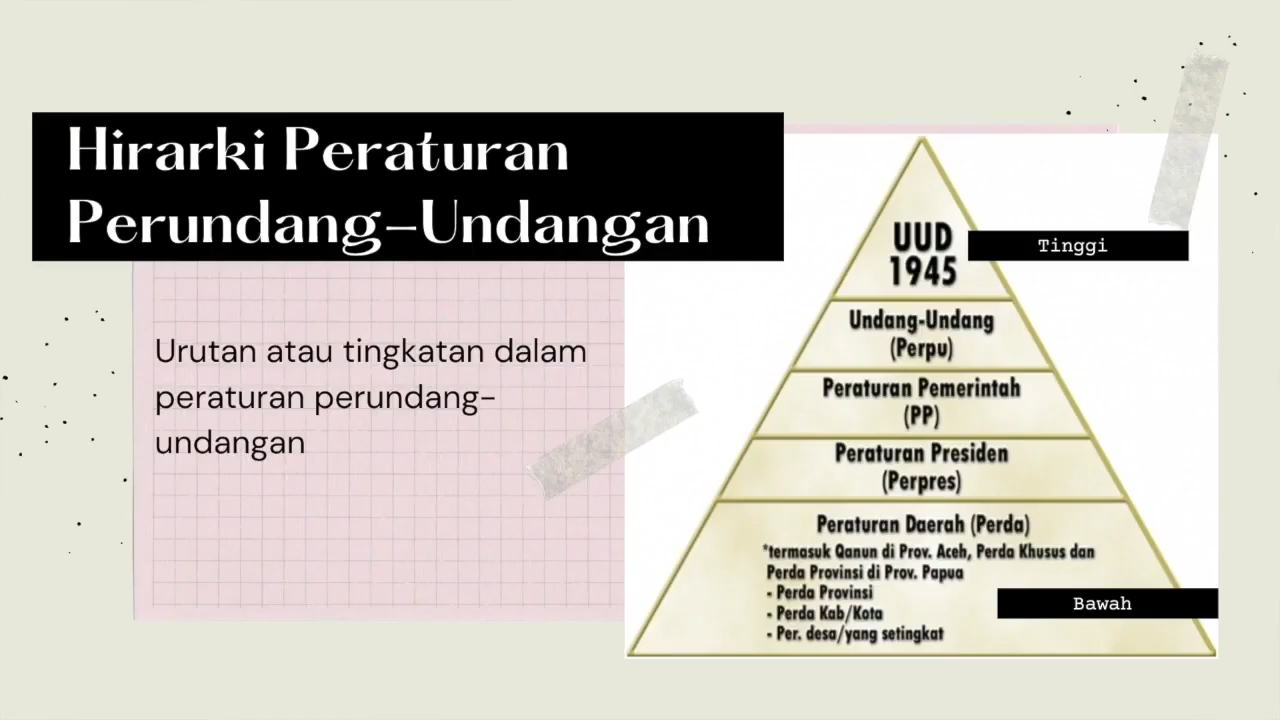 Hirarki Peraturan
Perundang-Undangan
Urutan atau tingkatan dalam
peraturan perundang-
undangan
UUD
1945
Tinggi
Undang-Undang
(Perpu)
Peraturan Pemerintah
(PP)
Peraturan Presiden
(Perpres)
Peraturan Daerah (Perda)
*termasuk Qanun di Prov. Aceh, Perda Khusus dan
Perda Provinsi di Prov. Papua
- Perda Provinsi
- Perda Kab/Kota
- Per. desa/yang setingkat
Bawah